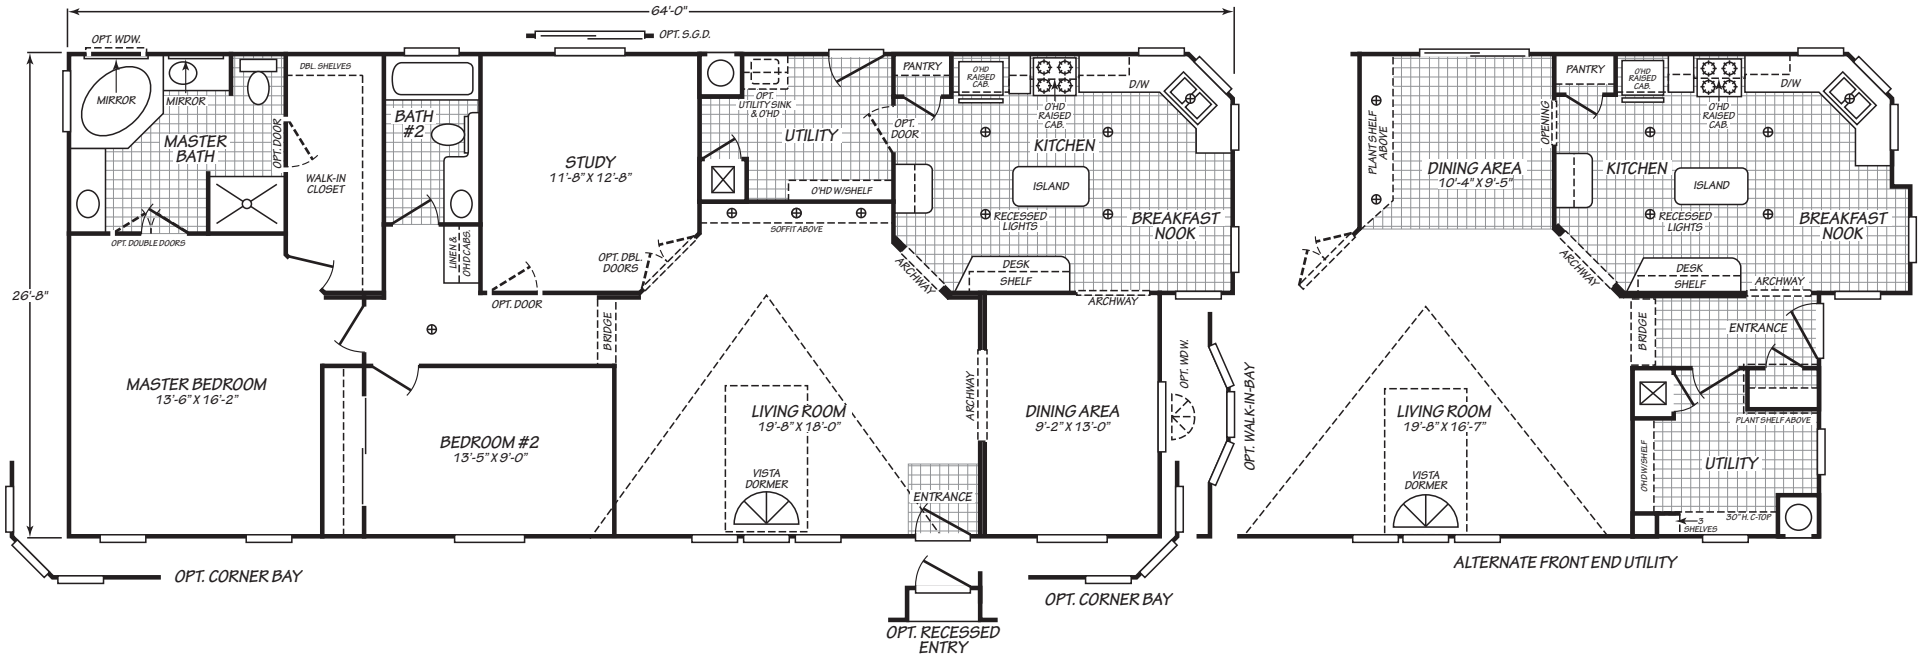 64'-0"
OPT. WDW.
OPT. S.G.D.
MIRROR
MIRROR
MASTER
BATH
OPT. DOOR
OPT. DOUBLE DOORS
DBL. SHELVES
WALK-IN
CLOSET
BATH
#2
LINEN &
O'HD CABS.
STUDY
11'-8" X 12'-8"
OPT. DOOR
OPT. DBL.
DOORS
OPT.
UTILITY SINK
& O'HD
UTILITY
O'HD W/SHELF
SOFFIT ABOVE
OPT.
DOOR
PANTRY
O'HD
RAISED
CAB.
O'HD
RAISED
CAB.
D/W
KITCHEN
ISLAND
RECESSED
LIGHTS
BREAKFAST
NOOK
DESK
SHELF
ARCHWAY
ARCHWAY
26'-8"
MASTER BEDROOM
13'-6" X 16'-2"
BEDROOM #2
13'-5" X 9'-0"
BRIDGE
LIVING ROOM
19'-8" X 18'-0"
VISTA
DORMER
ENTRANCE
ARCHWAY
DINING AREA
9'-2" X 13'-0"
OPT. WDW.
OPT. WALK-IN-BAY
OPT. CORNER BAY
OPT. RECESSED
ENTRY
OPT. CORNER BAY
PLANT SHELF
ABOVE
DINING AREA
10'-4" X 9'-5"
OPENING
PANTRY
O'HD
RAISED
CAB.
O'HD
RAISED
CAB.
D/W
KITCHEN
ISLAND
RECESSED
LIGHTS
BREAKFAST
NOOK
DESK
SHELF
ARCHWAY
ARCHWAY
BRIDGE
ENTRANCE
PLANT SHELF ABOVE
LIVING ROOM
19'-8" X 16'-7"
VISTA
DORMER
O'HD W/SHELF
UTILITY
3
SHELVES
30" H. C-TOP
ALTERNATE FRONT END UTILITY